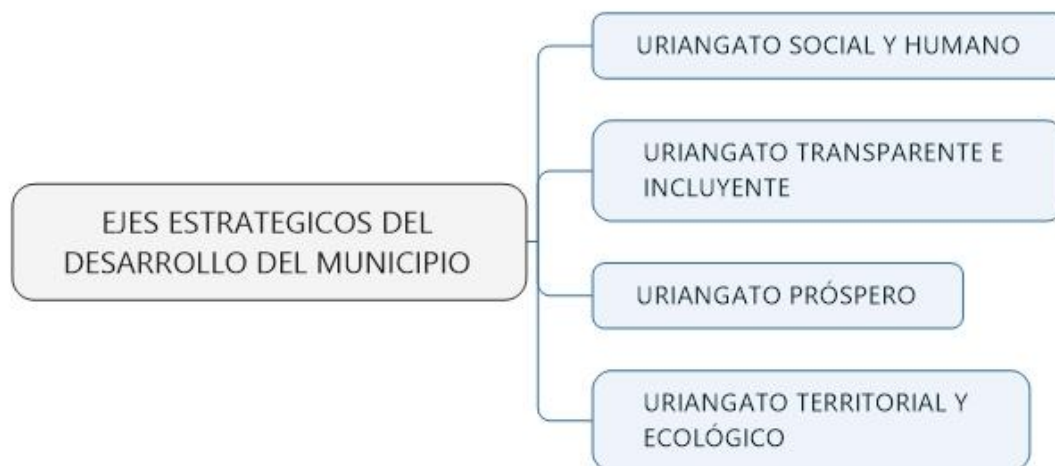 EJES ESTRATEGICOS DEL
DESARROLLO DEL MUNICIPIO
URIANGATO SOCIAL Y HUMANO
URIANGATO TRANSPARENTE E
INCLUYENTE
URIANGATO PRÓSPERO
URIANGATO TERRITORIAL Y
ECOLÓGICO